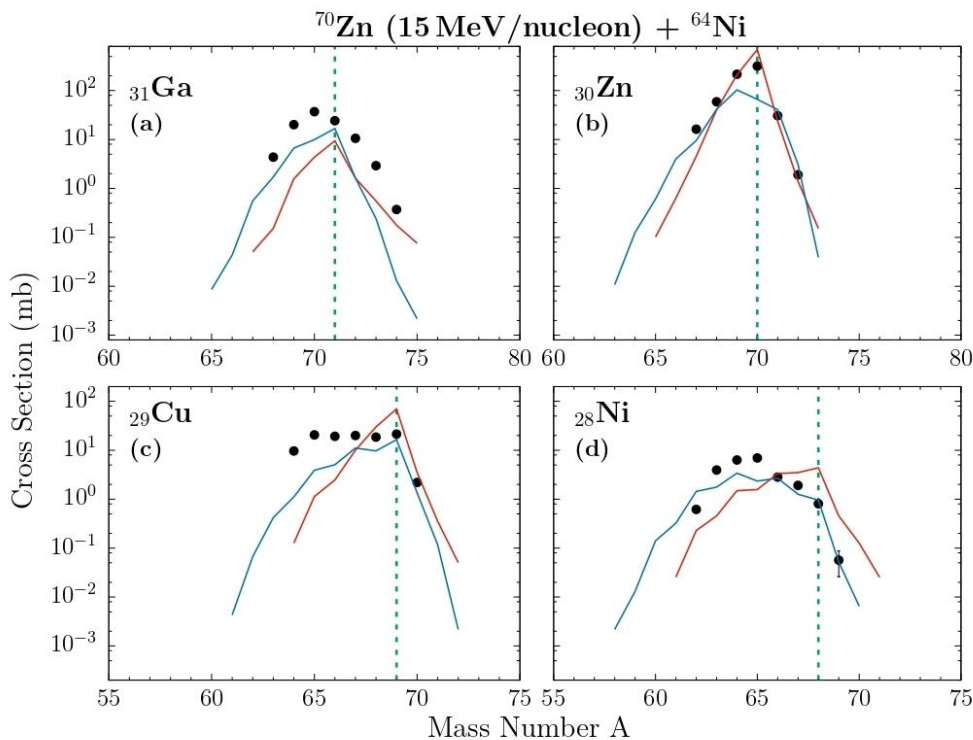 ⁷⁰Zn (15 MeV/nucleon) + ⁶⁴Ni
Cross Section (mb)
₃₁Ga
(a)
10²
10¹
10⁰
10⁻¹
10⁻²
10⁻³
60 65 70 75 80
₃₀Zn
(b)
60 65 70 75 80
₂₉Cu
(c)
10²
10¹
10⁰
10⁻¹
10⁻²
10⁻³
55 60 65 70 75
₂₈Ni
(d)
55 60 65 70 75
Mass Number A